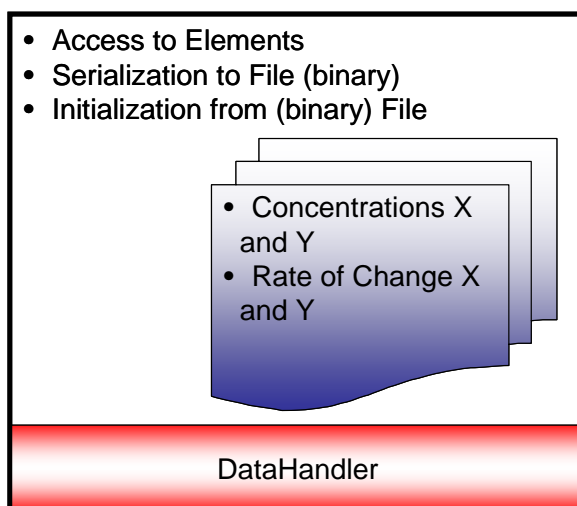 • Access to Elements
• Serialization to File (binary)
• Initialization from (binary) File
• Concentrations X
and Y
• Rate of Change X
and Y
DataHandler